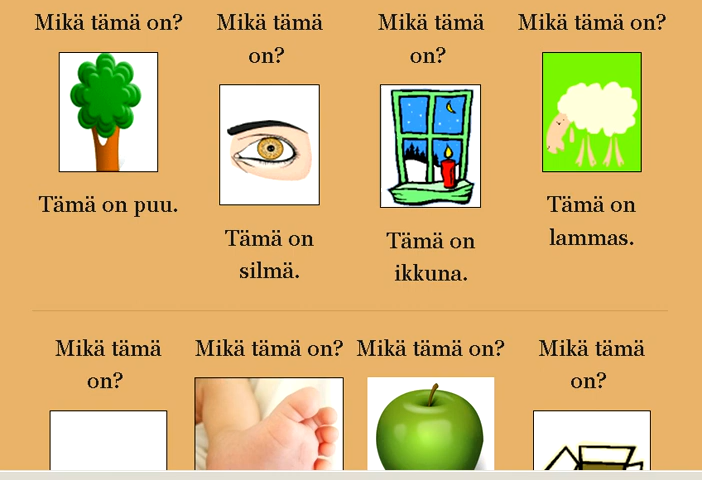 Mikä tämä on?
Tämä on puu.
Mikä tämä
on?
Tämä on
silmä.
Mikä tämä
on?
Tämä on
ikkuna.
Mikä tämä on?
Tämä on
lammas.
Mikä tämä
on?
Mikä tämä on?
Mikä tämä on?
Mikä tämä
on?